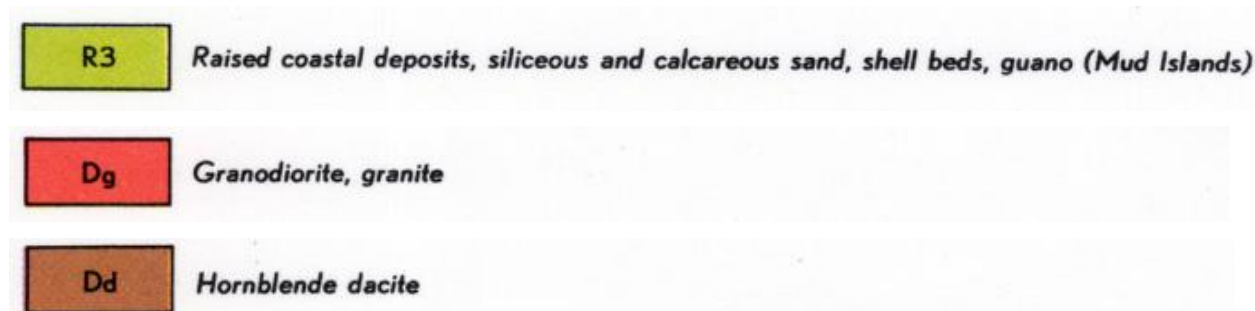 R3 Raised coastal deposits, siliceous and calcareous sand, shell beds, guano (Mud Islands)
Dg Granodiorite, granite
Dd Hornblende dacite